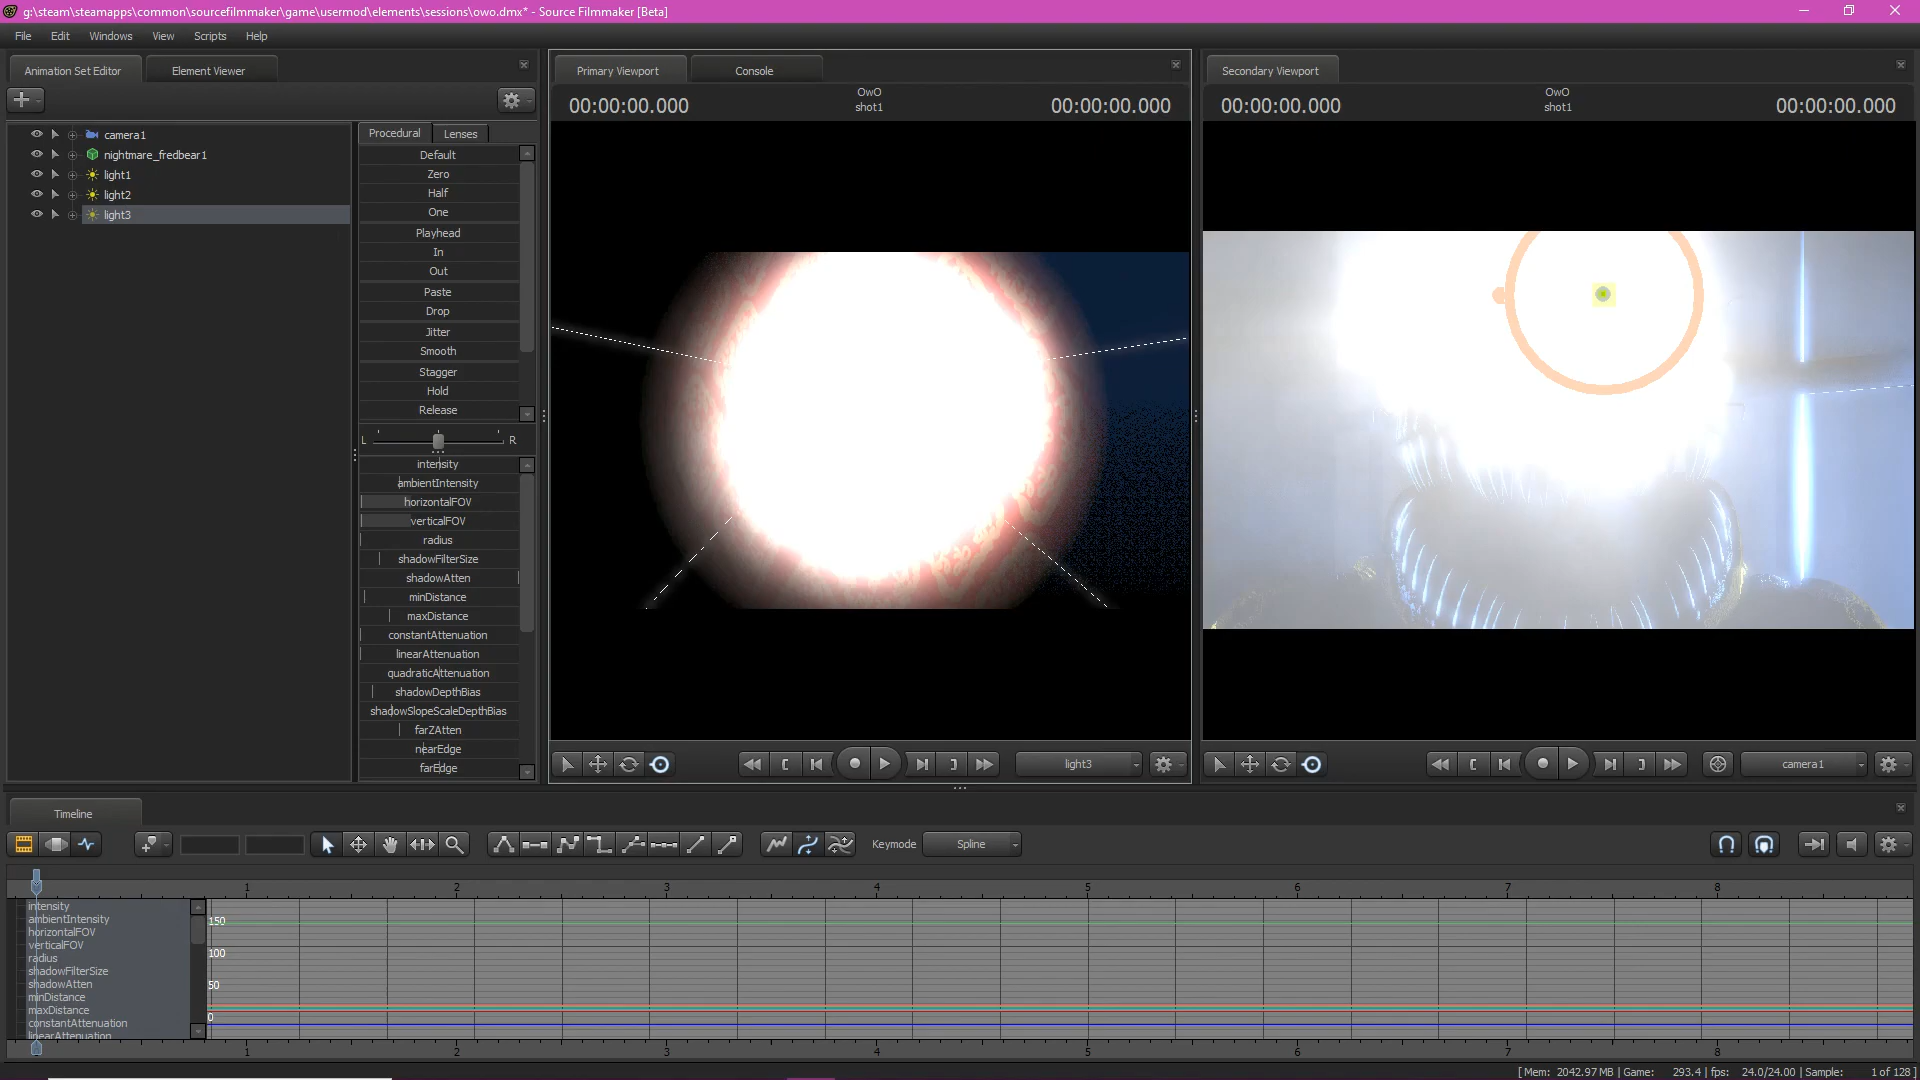 g:\steam\steamapps\common\sourcefilmmaker\game\usermod\elements\sessions\owo.dmx* - Source Filmmaker [Beta]
File Edit Windows View Scripts Help
Animation Set Editor
Element Viewer
camera1
nightmare_fredbear1
light1
light2
light3
Procedural
Lenses
Default
Zero
Half
One
Playhead
In
Out
Paste
Drop
Jitter
Smooth
Stagger
Hold
Release
L R
intensity
ambientIntensity
horizontalFOV
verticalFOV
radius
shadowFilterSize
shadowAtten
minDistance
maxDistance
constantAttenuation
linearAttenuation
quadraticAttenuation
shadowDepthBias
shadowSlopeScaleDepthBias
farZAtten
nearEdge
farEdge
Primary Viewport
Console
00:00:00.000
OwO
shot1
00:00:00.000
light3
Secondary Viewport
00:00:00.000
OwO
shot1
00:00:00.000
camera1
Timeline
Keymode
Spline
1 2 3 4 5 6 7 8
intensity
ambientIntensity
horizontalFOV
verticalFOV
radius
shadowFilterSize
shadowAtten
minDistance
maxDistance
constantAttenuation
linearAttenuation
150
100
50
0
1 2 3 4 5 6 7 8
[ Mem: 2042.97 MB | Game: 293.4 | fps: 24.0/24.00 | Sample: 1 of 128 ]